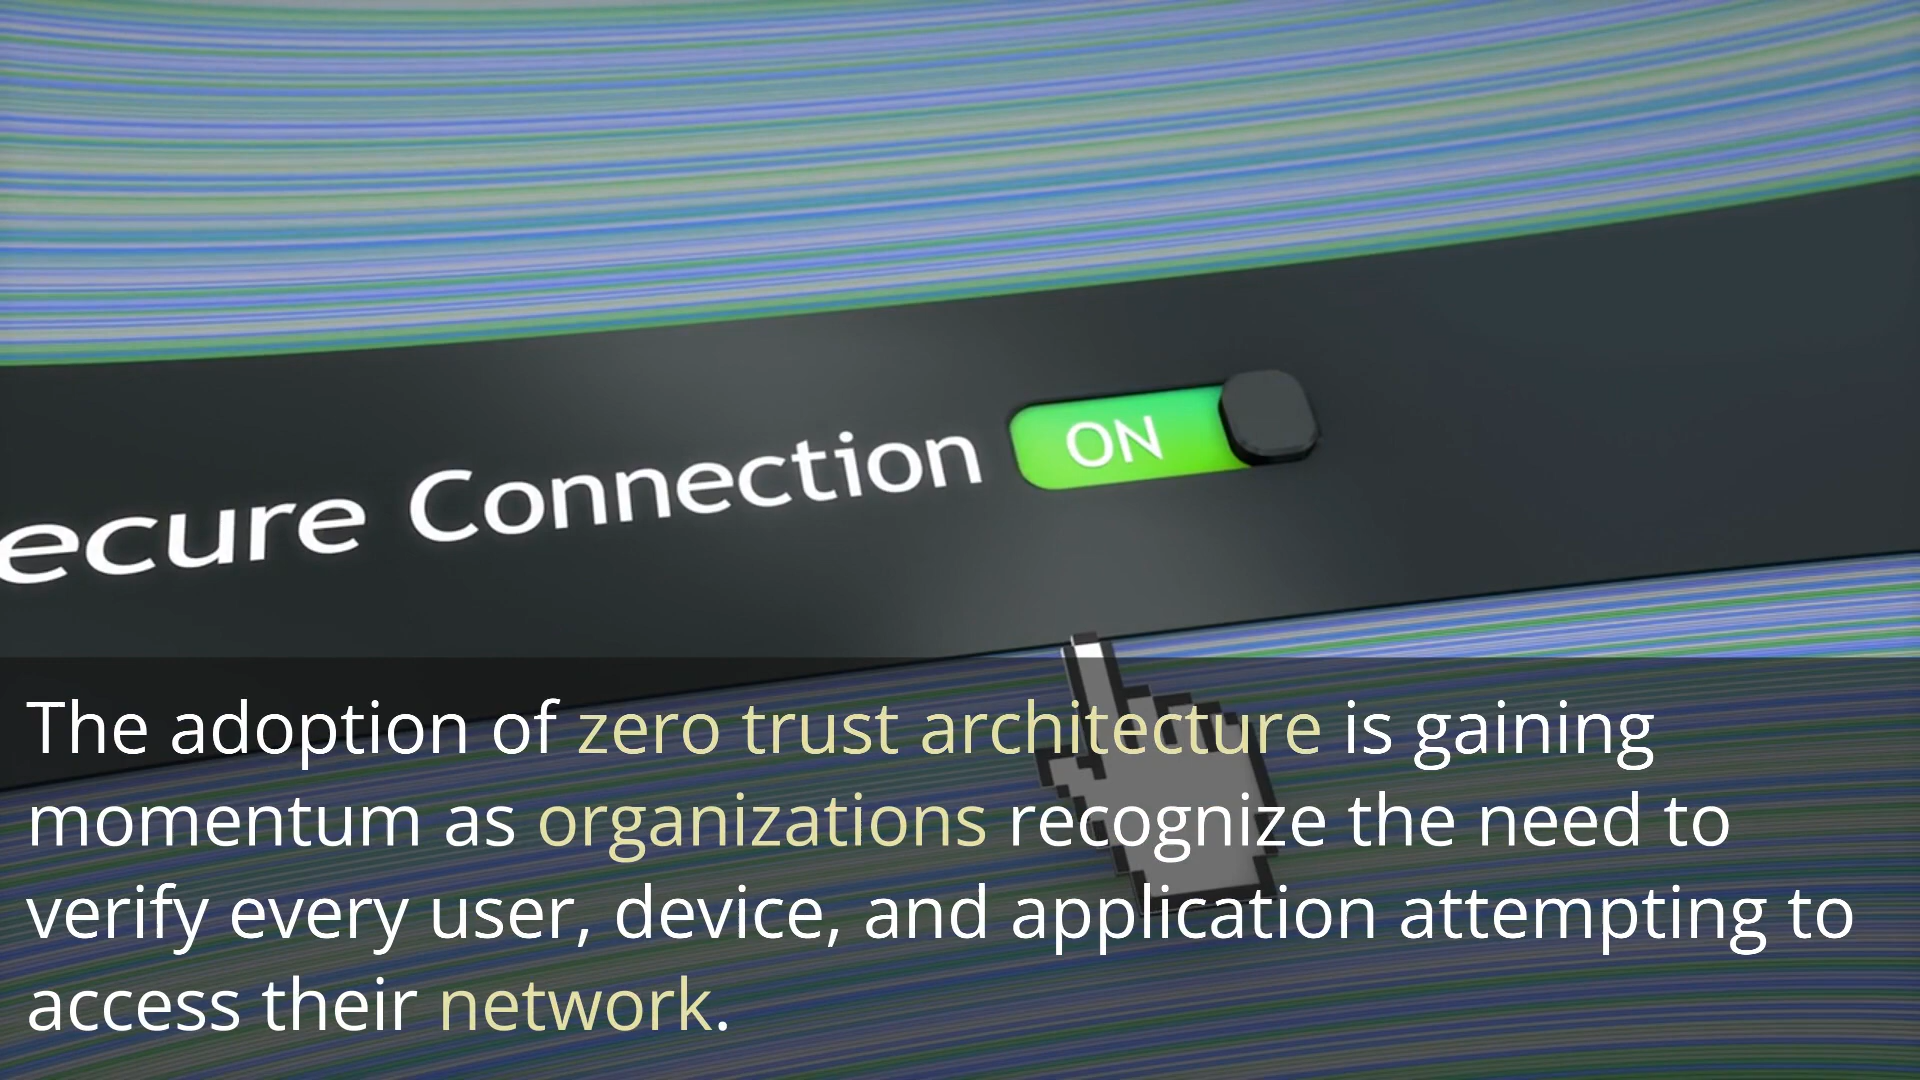 ecure Connection ON
The adoption of zero trust architecture is gaining
momentum as organizations recognize the need to
verify every user, device, and application attempting to
access their network.